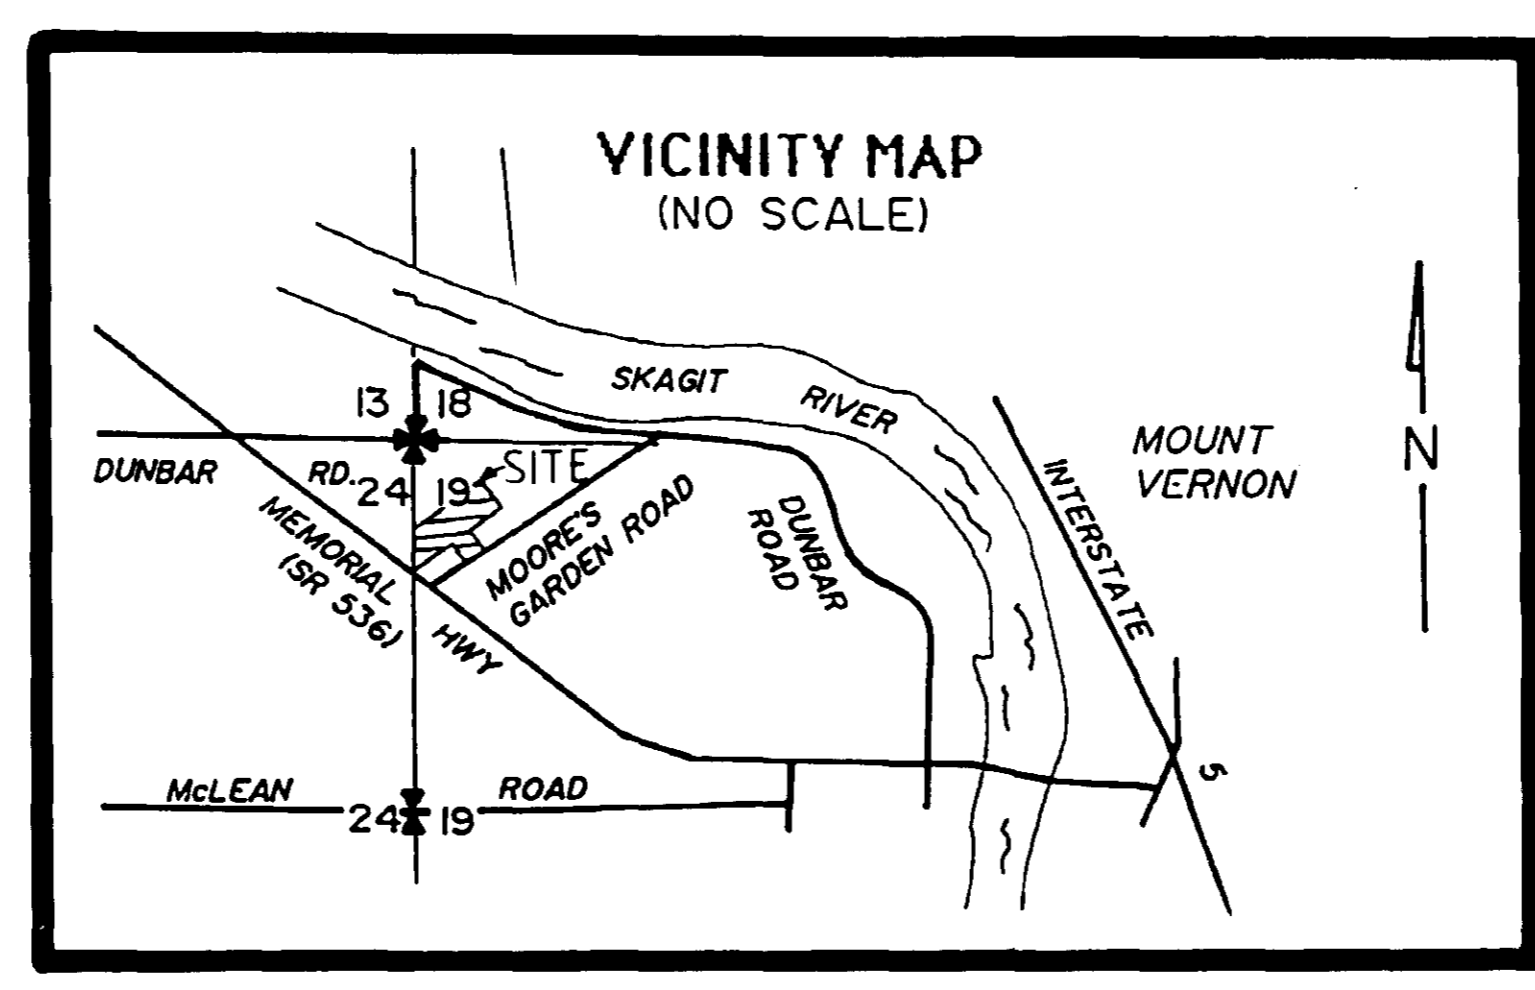 VICINITY MAP
(NO SCALE)
SKAGIT
RIVER
13 18
DUNBAR RD.
24 19
SITE
MEMORIAL HWY
(SR 536)
MOORE'S
GARDEN ROAD
DUNBAR
ROAD
INTERSTATE 5
MOUNT
VERNON
N
McLEAN ROAD
24 19